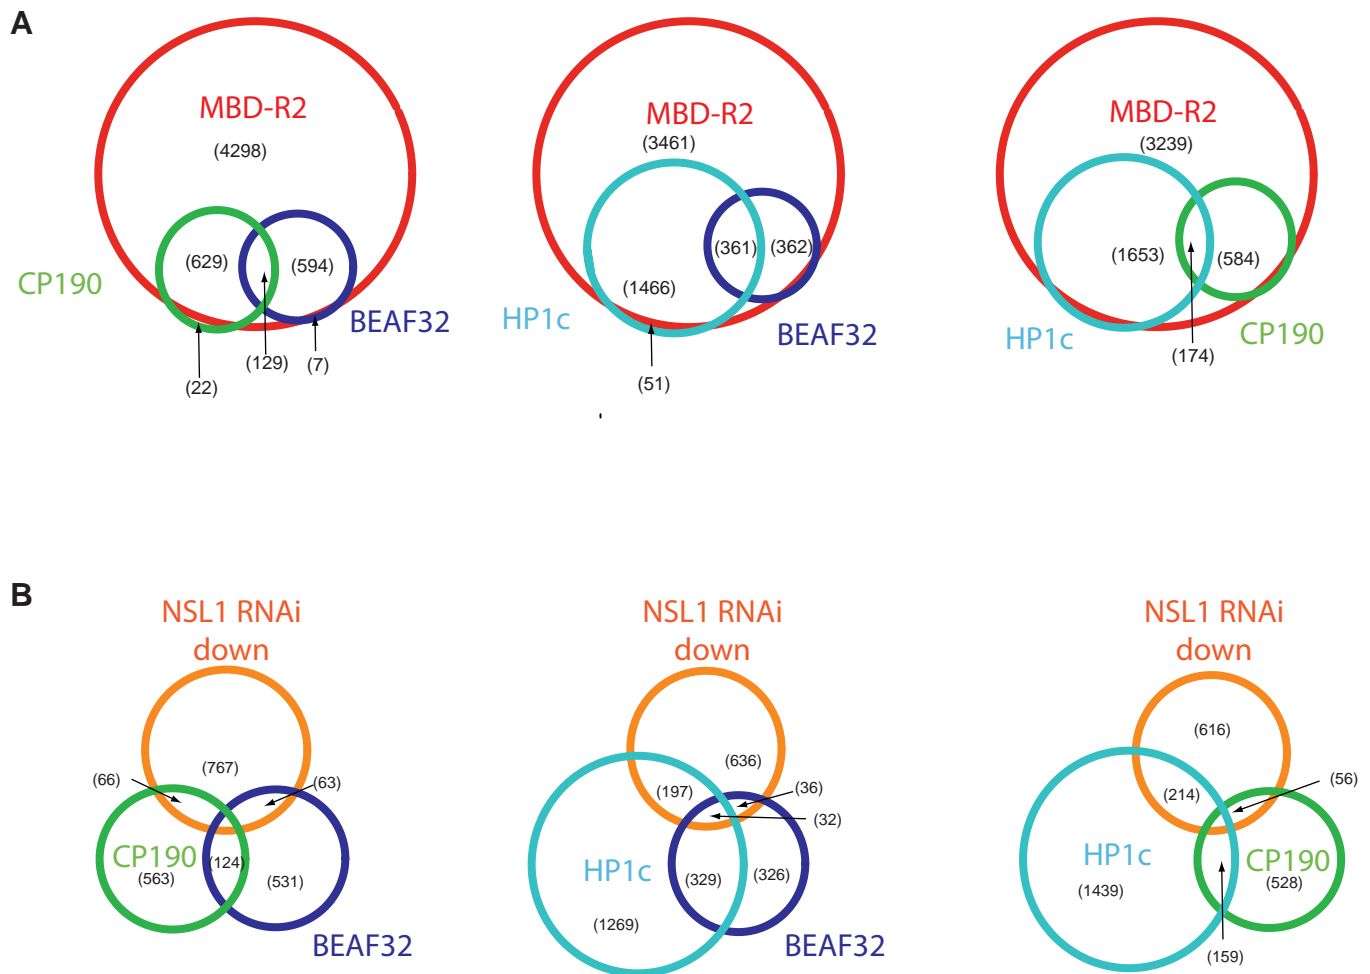 A
MBD-R2
(4298)
(629)
(594)
CP190
BEAF32
(22)
(129)
(7)
MBD-R2
(3461)
(361)
(362)
(1466)
HP1c
BEAF32
(51)
MBD-R2
(3239)
(1653)
(584)
HP1c
CP190
(174)
B
NSL1 RNAi
down
(767)
(66)
(63)
CP190
(124)
(563)
(531)
BEAF32
NSL1 RNAi
down
(636)
(197)
(36)
(32)
HP1c
(329)
(326)
(1269)
BEAF32
NSL1 RNAi
down
(616)
(214)
(56)
HP1c
CP190
(1439)
(528)
(159)